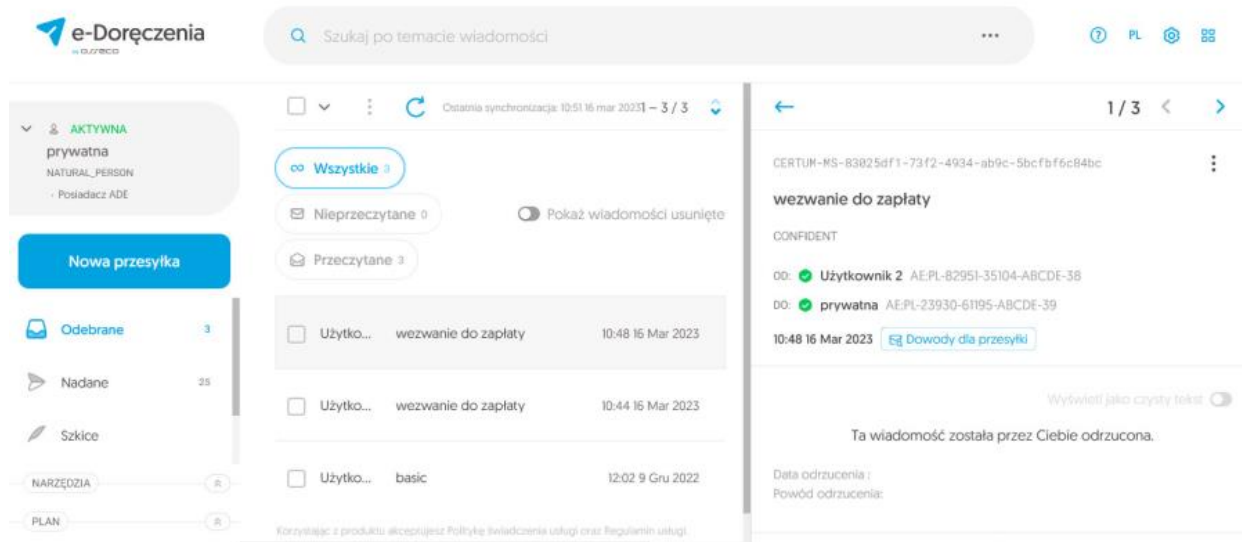 e-Doręczenia
by asseco
Szukaj po temacie wiadomości
PL
AKTYWNA
prywatna
NATURAL_PERSON
- Posiadacz ADE
Nowa przesyłka
Odebrane 3
Nadane 25
Szkice
NARZĘDZIA
PLAN
Ostatnia synchronizacja: 10:51 16 mar 2023 1 – 3 / 3
Wszystkie 3
Nieprzeczytane 0
Pokaż wiadomości usunięte
Przeczytane 3
Użytko... wezwanie do zapłaty 10:48 16 Mar 2023
Użytko... wezwanie do zapłaty 10:44 16 Mar 2023
Użytko... basic 12:02 9 Gru 2022
Korzystając z produktu akceptujesz Politykę świadczenia usługi oraz Regulamin usługi.
1 / 3
CERTUM-MS-83025df1-73f2-4934-ab9c-5bcfbf6c84bc
wezwanie do zapłaty
CONFIDENT
OD: Użytkownik 2 AE:PL-82951-35104-ABCDE-38
DO: prywatna AE:PL-23930-61195-ABCDE-39
10:48 16 Mar 2023 Dowody dla przesyłki
Wyświetl jako czysty tekst
Ta wiadomość została przez Ciebie odrzucona.
Data odrzucenia :
Powód odrzucenia: